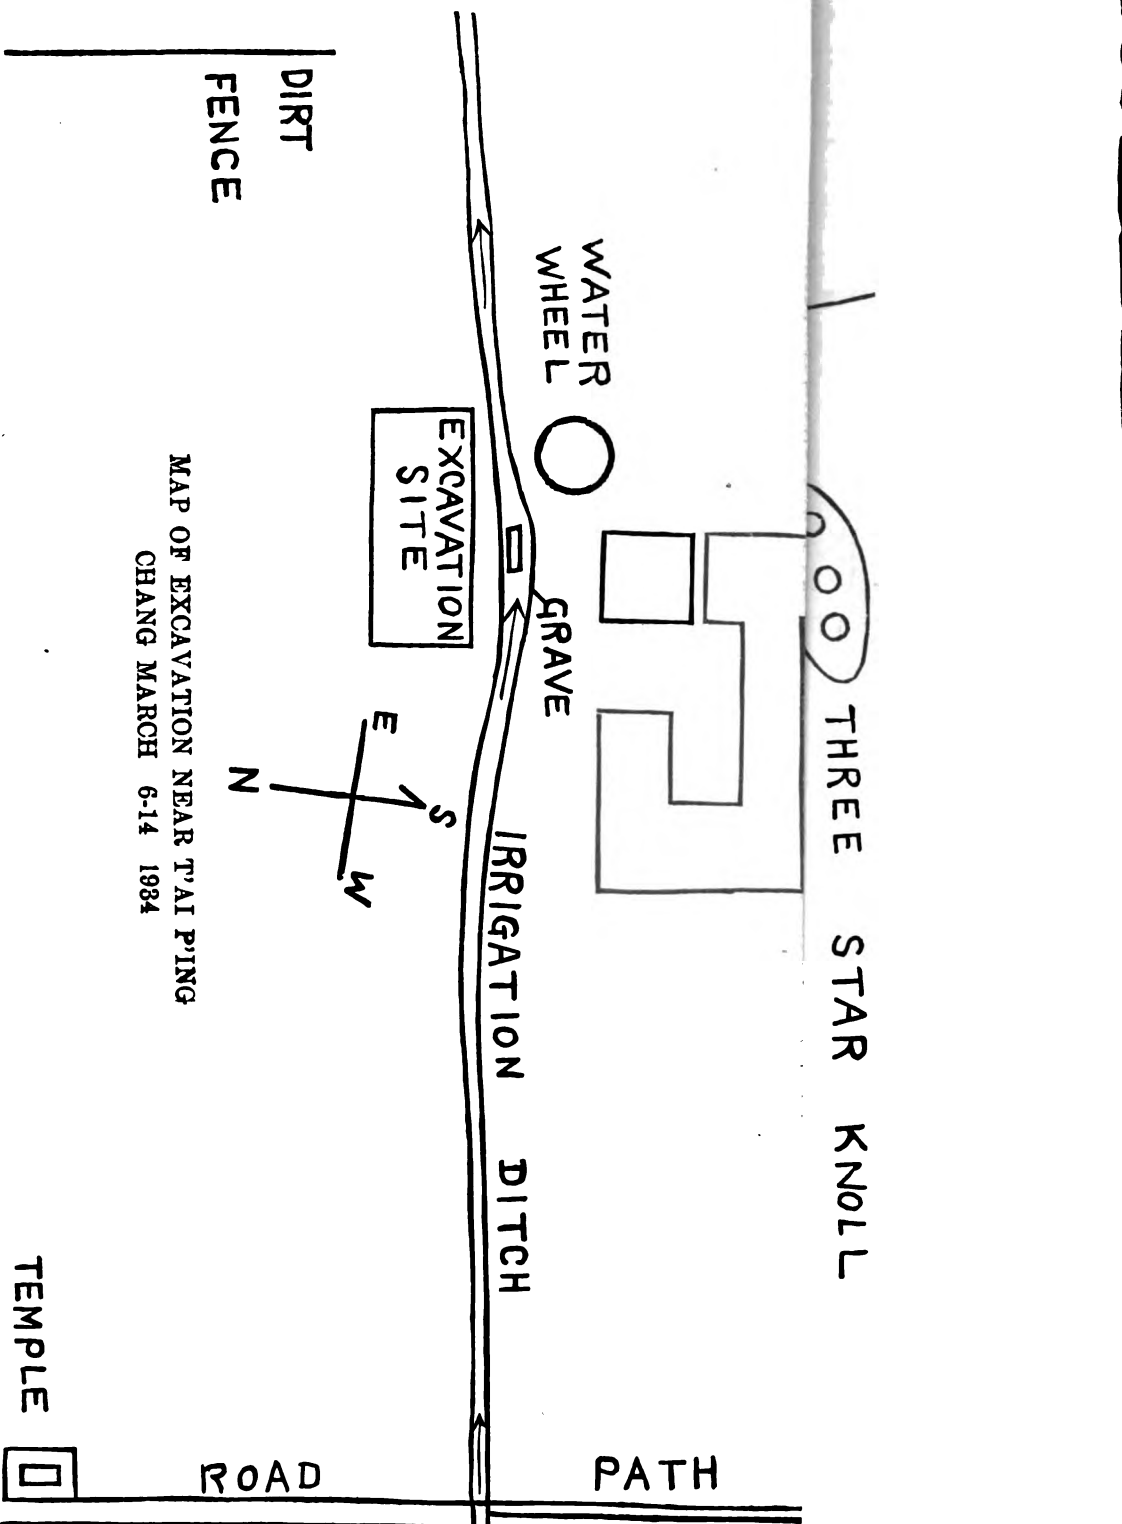 THREE STAR KNOLL
WATER
WHEEL
GRAVE
IRRIGATION DITCH
EXCAVATION
SITE
DIRT
FENCE
E
S
N
W
PATH
ROAD
TEMPLE
MAP OF EXCAVATION NEAR T'AI P'ING
CHANG MARCH 6-14 1934